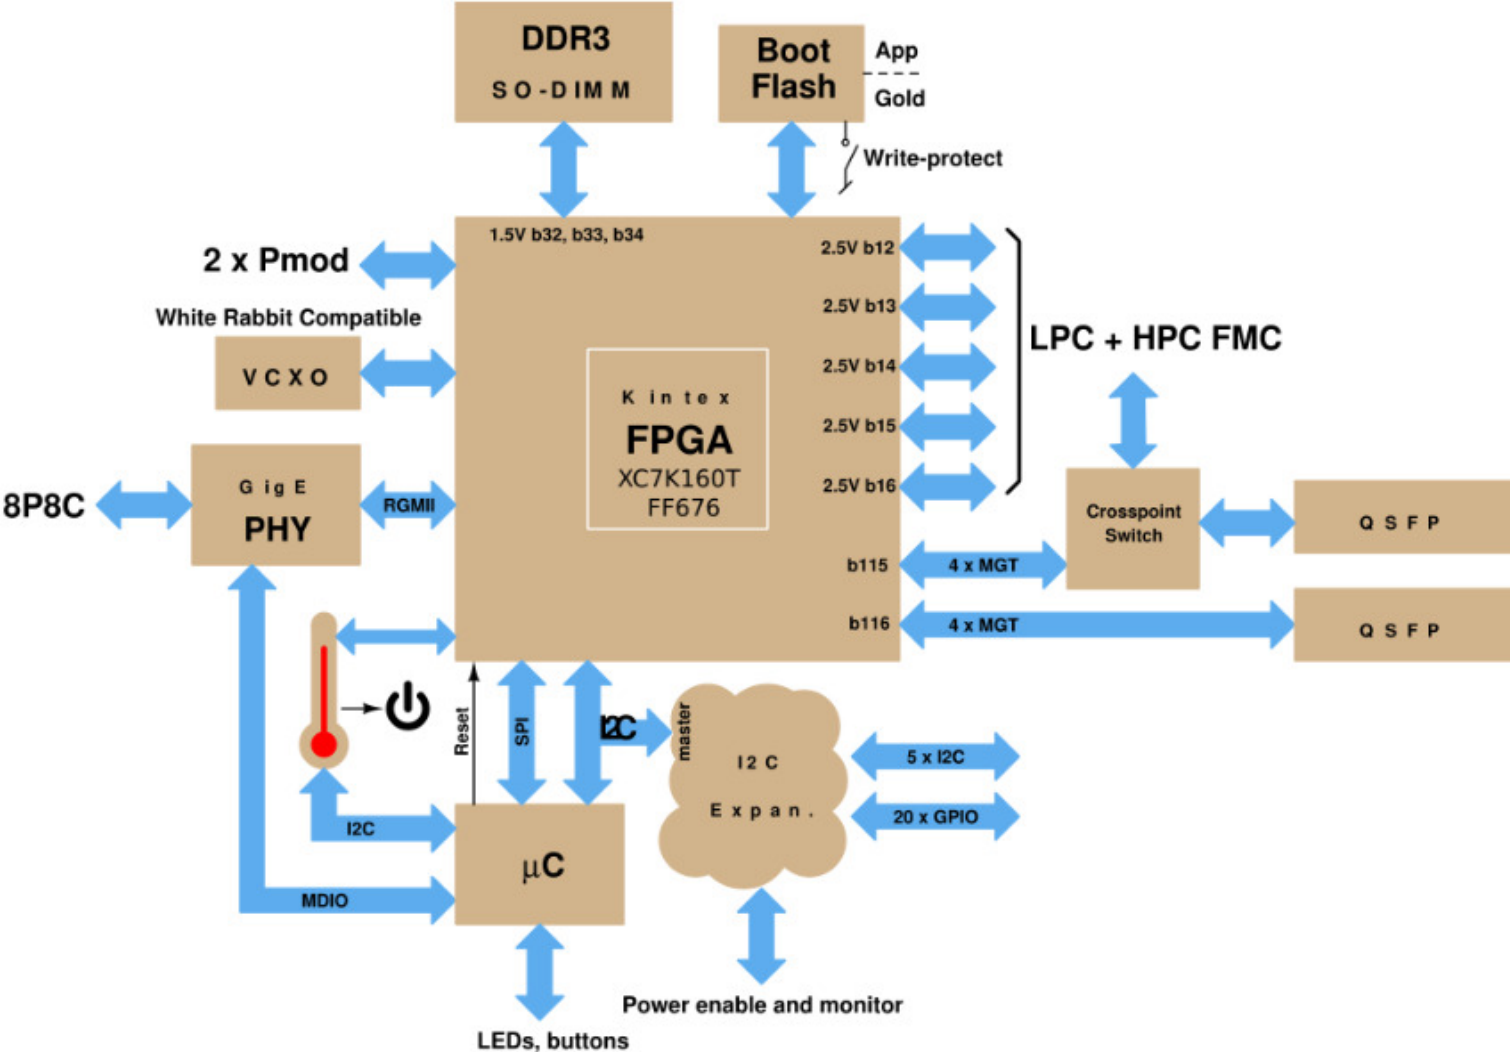 DDR3
SO-DIMM
Boot
Flash
App
Gold
Write-protect
1.5V b32, b33, b34
2 x Pmod
White Rabbit Compatible
VCXO
GigE
PHY
8P8C
RGMII
Kintex
FPGA
XC7K160T
FF676
2.5V b12
2.5V b13
2.5V b14
2.5V b15
2.5V b16
LPC + HPC FMC
b115
4 x MGT
Crosspoint
Switch
QSFP
b116
4 x MGT
QSFP
Reset
SPI
I2C
master
I2C
Expan.
5 x I2C
20 x GPIO
I2C
MDIO
μC
Power enable and monitor
LEDs, buttons